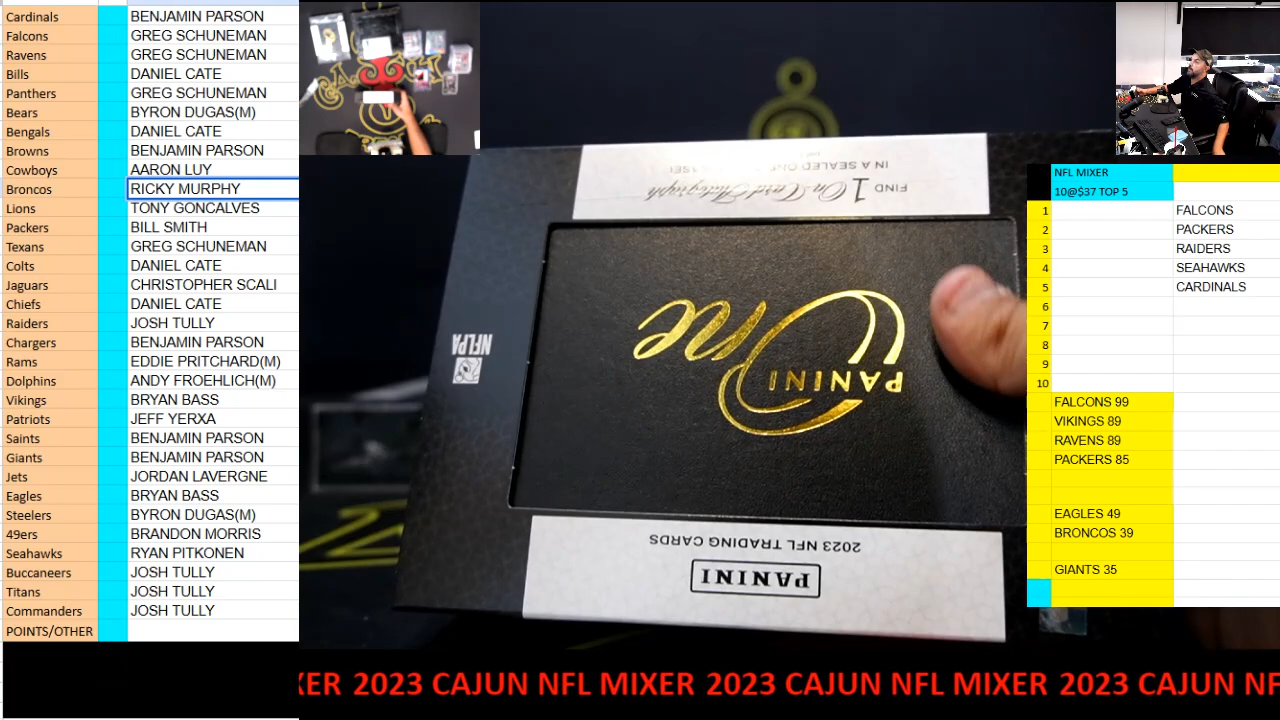 Cardinals BENJAMIN PARSON
Falcons GREG SCHUNEMAN
Ravens GREG SCHUNEMAN
Bills DANIEL CATE
Panthers GREG SCHUNEMAN
Bears BYRON DUGAS(M)
Bengals DANIEL CATE
Browns BENJAMIN PARSON
Cowboys AARON LUY
Broncos RICKY MURPHY
Lions TONY GONCALVES
Packers BILL SMITH
Texans GREG SCHUNEMAN
Colts DANIEL CATE
Jaguars CHRISTOPHER SCALI
Chiefs DANIEL CATE
Raiders JOSH TULLY
Chargers BENJAMIN PARSON
Rams EDDIE PRITCHARD(M)
Dolphins ANDY FROEHLICH(M)
Vikings BRYAN BASS
Patriots JEFF YERXA
Saints BENJAMIN PARSON
Giants BENJAMIN PARSON
Jets JORDAN LAVERGNE
Eagles BRYAN BASS
Steelers BYRON DUGAS(M)
49ers BRANDON MORRIS
Seahawks RYAN PITKONEN
Buccaneers JOSH TULLY
Titans JOSH TULLY
Commanders JOSH TULLY
POINTS/OTHER
PANINI
2023 NFL TRADING CARDS
PANINI
One
NFLPA
FIND 1 On Card Autograph
IN A SEALED ONE
NFL MIXER
10@$37 TOP 5
1 FALCONS
2 PACKERS
3 RAIDERS
4 SEAHAWKS
5 CARDINALS
6
7
8
9
10
FALCONS 99
VIKINGS 89
RAVENS 89
PACKERS 85
EAGLES 49
BRONCOS 39
GIANTS 35
XER 2023 CAJUN NFL MIXER 2023 CAJUN NFL MIXER 2023 CAJUN NF